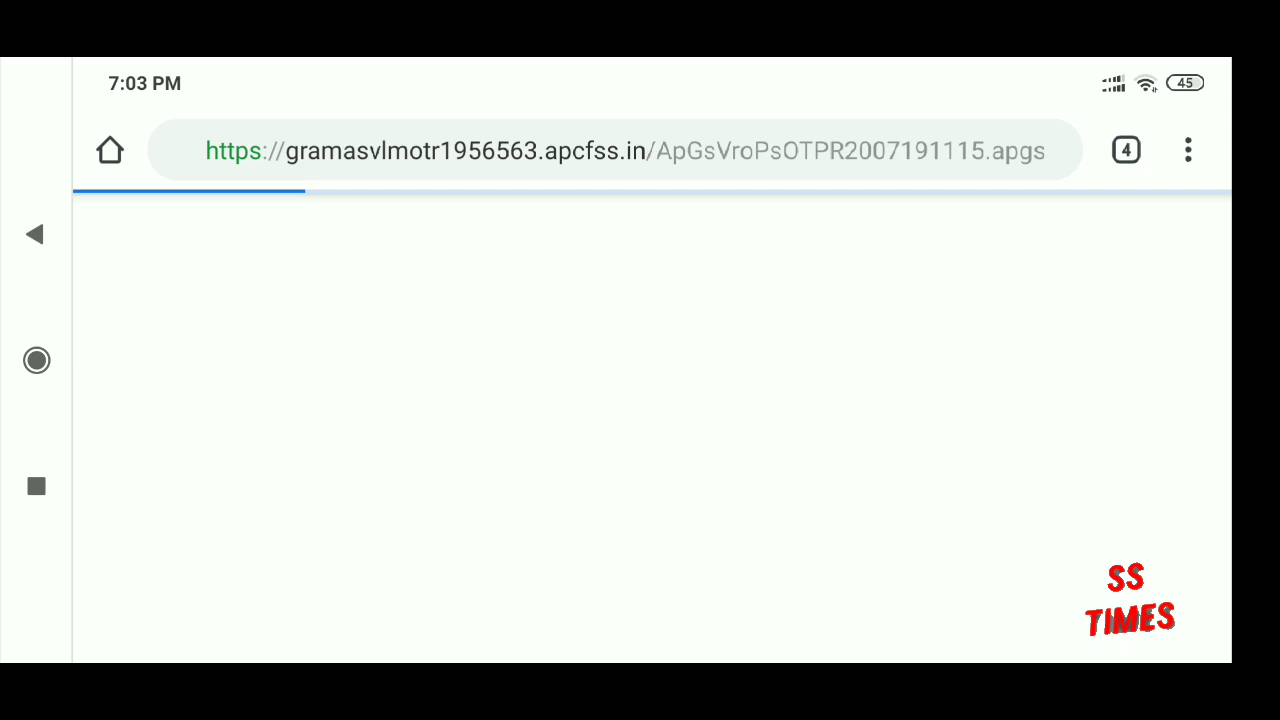 7:03 PM
45
https://gramasvlmotr1956563.apcfss.in/ApGsVroPsOTPR2007191115.apgs
4
SS
TIMES